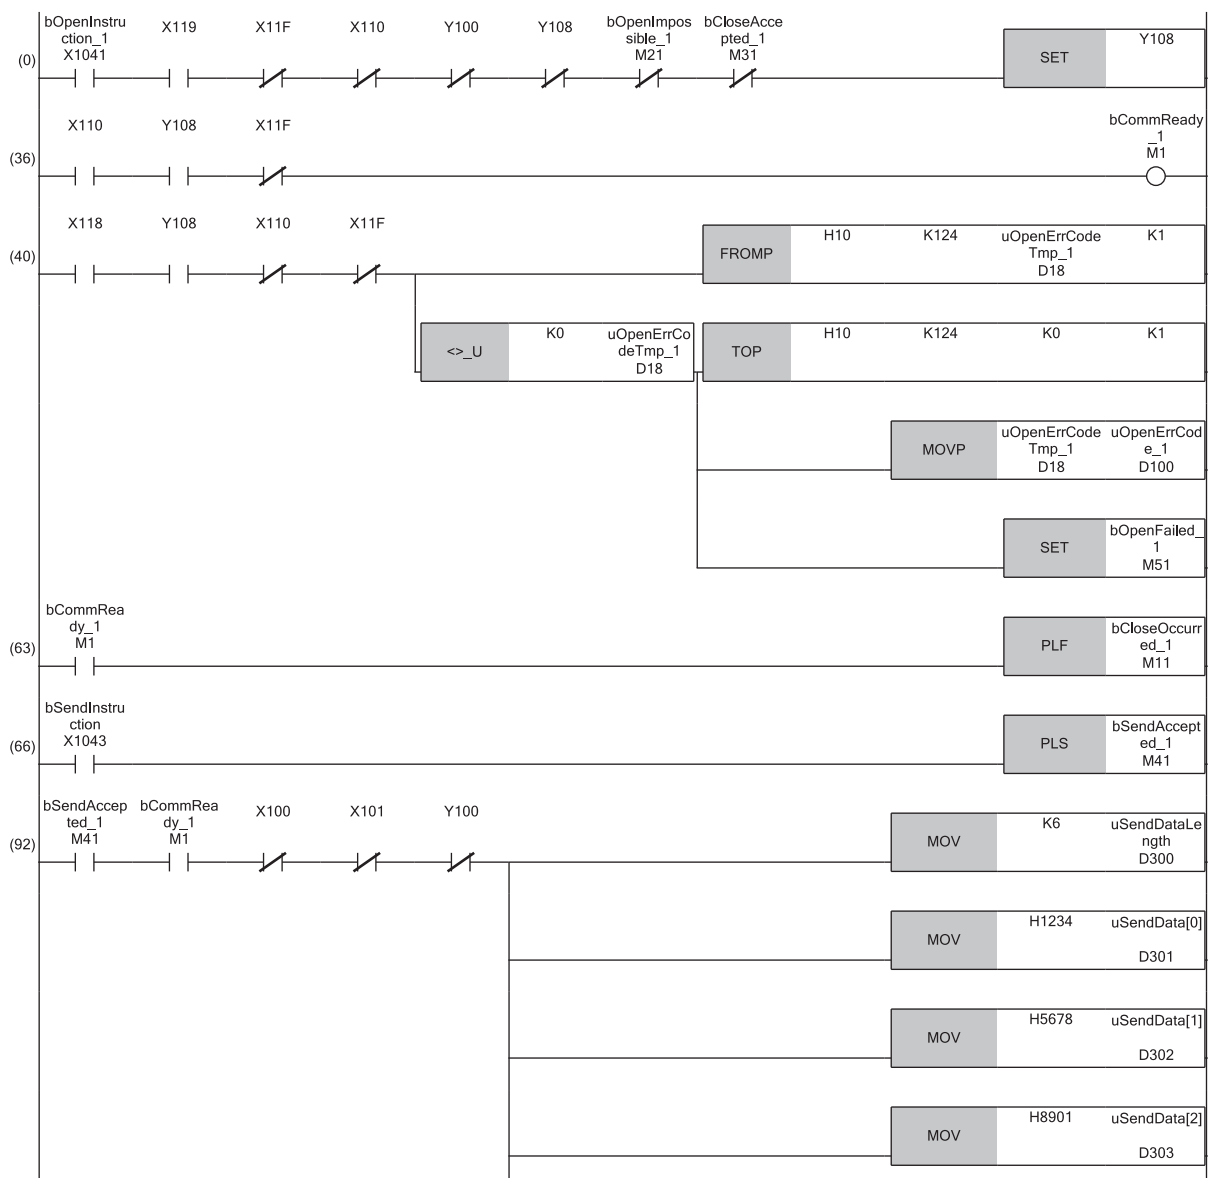 bOpenInstru
ction_1
X1041
X119
X11F
X110
Y100
Y108
bOpenImpos
sible_1
M21
bCloseAcce
pted_1
M31
(0)
SET
Y108
X110
Y108
X11F
bCommReady
_1
M1
(36)
X118
Y108
X110
X11F
(40)
FROMP
H10
K124
uOpenErrCode
Tmp_1
D18
K1
<>_U
K0
uOpenErrCo
deTmp_1
D18
TOP
H10
K124
K0
K1
MOVP
uOpenErrCode
Tmp_1
D18
uOpenErrCod
e_1
D100
SET
bOpenFailed_
1
M51
bCommRea
dy_1
M1
(63)
PLF
bCloseOccurr
ed_1
M11
bSendInstru
ction
X1043
(66)
PLS
bSendAccept
ed_1
M41
bSendAccep
ted_1
M41
bCommRea
dy_1
M1
X100
X101
Y100
(92)
MOV
K6
uSendDataLe
ngth
D300
MOV
H1234
uSendData[0]
D301
MOV
H5678
uSendData[1]
D302
MOV
H8901
uSendData[2]
D303